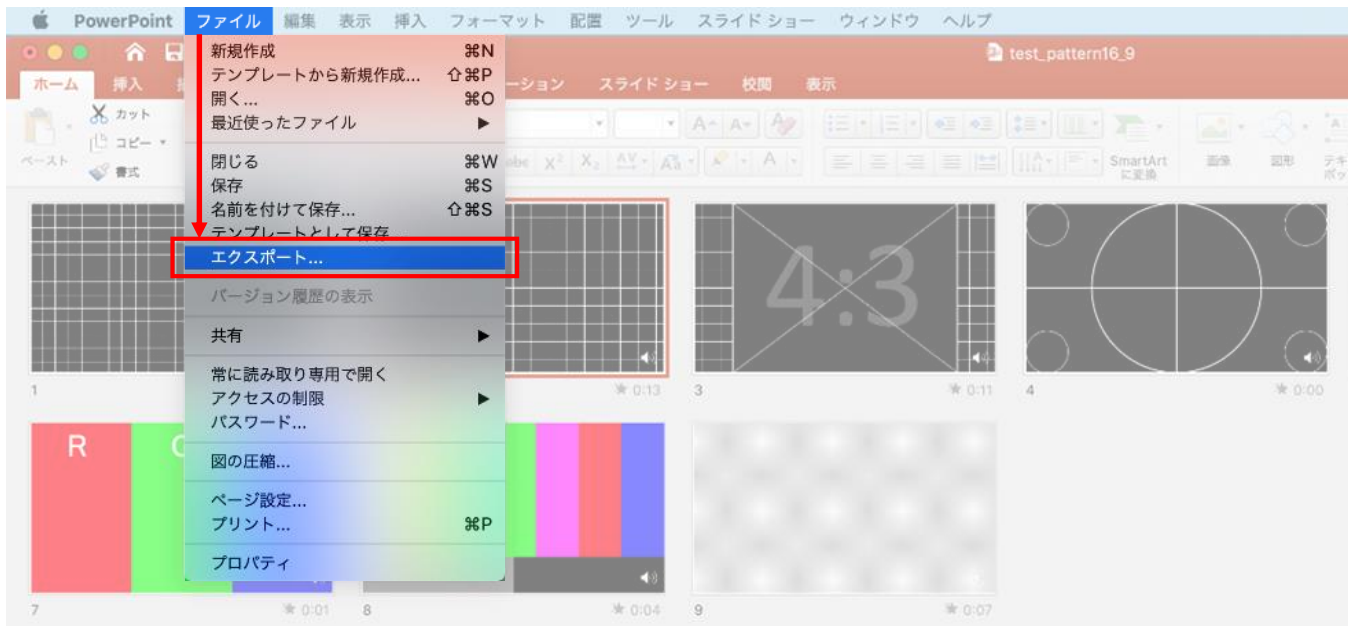 PowerPoint ファイル 編集 表示 挿入 フォーマット 配置 ツール スライド ショー ウィンドウ ヘルプ
test_pattern16_9
ホーム 挿入 ーション スライド ショー 校閲 表示
新規作成 ⌘N
テンプレートから新規作成... ⇧⌘P
開く... ⌘O
最近使ったファイル ▶
閉じる ⌘W
保存 ⌘S
名前を付けて保存... ⇧⌘S
テンプレートとして保存
エクスポート...
バージョン履歴の表示
共有 ▶
常に読み取り専用で開く
アクセスの制限 ▶
パスワード...
図の圧縮...
ページ設定...
プリント... ⌘P
プロパティ
ペースト
カット
コピー
書式
abc X² X₂ AV
A A A
SmartArt
に変換
画像
図形
テキ
ボッ
4:3
1
0:13
3
0:11
4
0:00
R
7
0:01
8
0:04
9
0:07